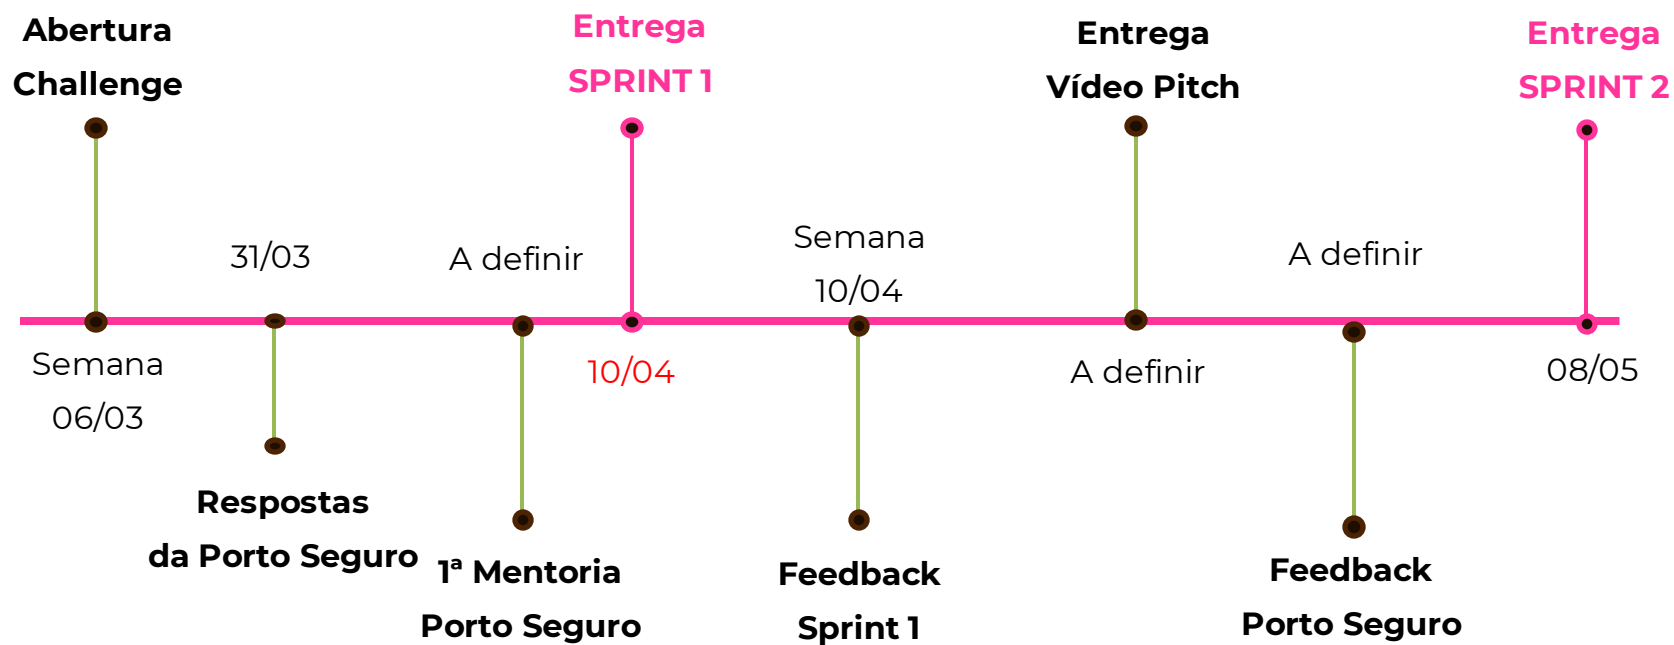 Abertura
Challenge
Semana
06/03
31/03
Respostas
da Porto Seguro
A definir
1ª Mentoria
Porto Seguro
Entrega
SPRINT 1
10/04
Semana
10/04
Feedback
Sprint 1
Entrega
Vídeo Pitch
A definir
A definir
Feedback
Porto Seguro
Entrega
SPRINT 2
08/05